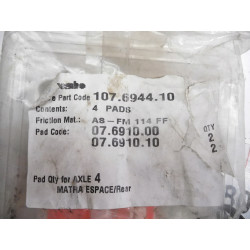 Part Code 107.6944.10
Contents: 4 PADS
Friction Mat.: AS - FM 114 FF
Pad Code: 07.6910.00 QTY 2
07.6910.10 2
Pad Qty for AXLE 4
MATRA ESPACE/Rear